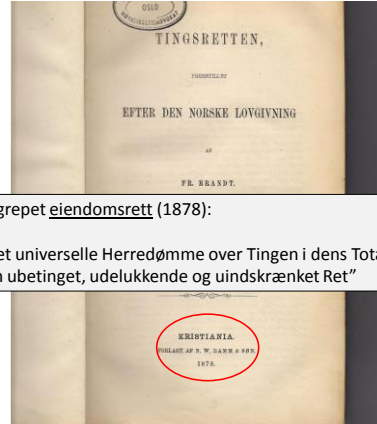 OSLO
TINGSRETTEN,
FREMSTILLET
EFTER DEN NORSKE LOVGIVNING
AF
FR. BRANDT.
grepet eiendomsrett (1878):
et universelle Herredømme over Tingen i dens Tota
n ubetinget, udelukkende og uindskrænket Ret”
KRISTIANIA.
FORLAGT AF N. W. DAMM & SØN.
1878.